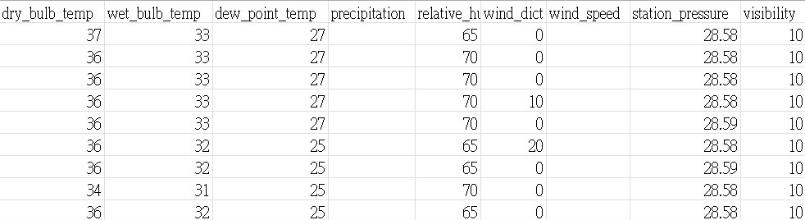 dry_bulb_temp wet_bulb_temp dew_point_temp precipitation relative_hu wind_dict wind_speed station_pressure visibility
37 33 27 65 0 28.58 10
36 33 27 70 0 28.58 10
36 33 27 70 0 28.58 10
36 33 27 70 10 28.58 10
36 33 27 70 0 28.59 10
36 32 25 65 20 28.58 10
36 32 25 65 0 28.59 10
34 31 25 70 0 28.58 10
36 32 25 65 0 28.58 10